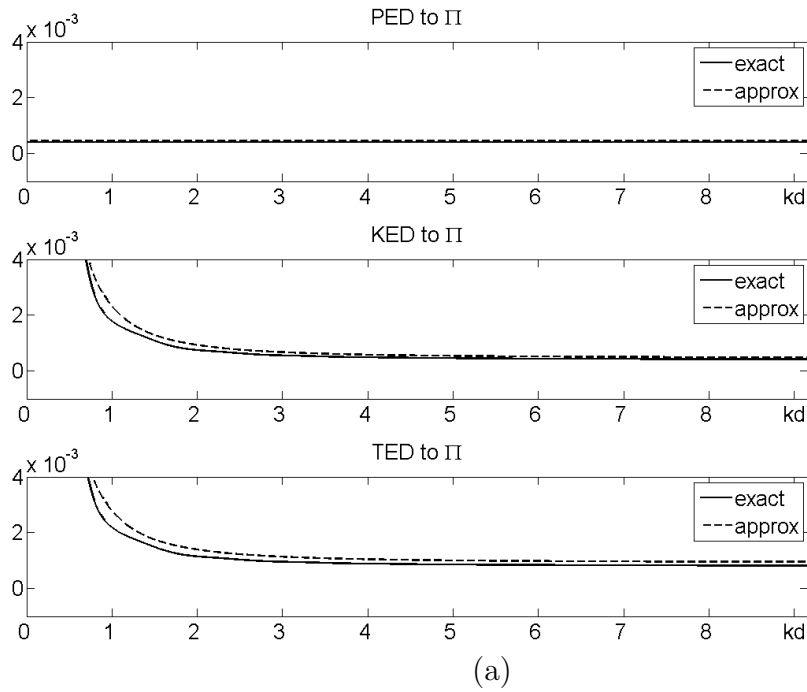 PED to Π
x 10⁻³
4
2
0
exact
approx
0 1 2 3 4 5 6 7 8 kd
KED to Π
x 10⁻³
4
2
0
exact
approx
0 1 2 3 4 5 6 7 8 kd
TED to Π
x 10⁻³
4
2
0
exact
approx
0 1 2 3 4 5 6 7 8 kd
(a)